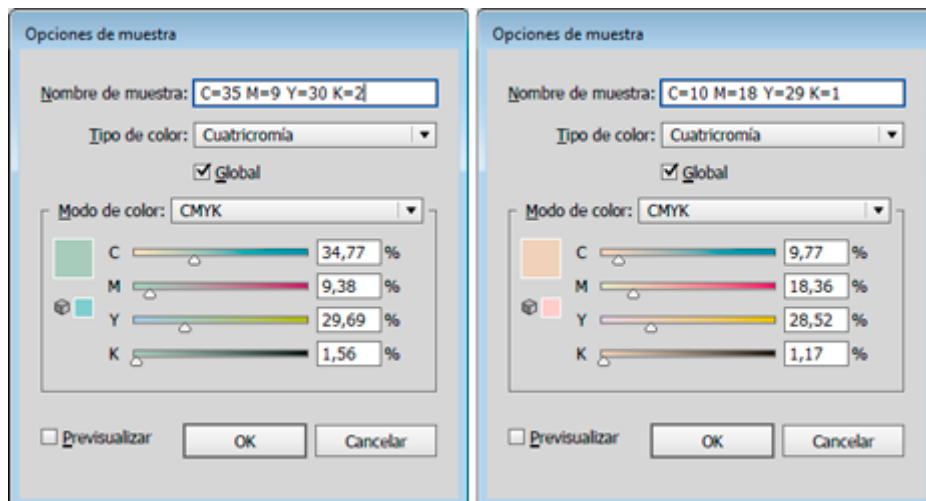 Opciones de muestra
Nombre de muestra: C=35 M=9 Y=30 K=2
Tipo de color: Cuatricromía
Global
Modo de color: CMYK
C 34,77 %
M 9,38 %
Y 29,69 %
K 1,56 %
Previsualizar OK Cancelar
Opciones de muestra
Nombre de muestra: C=10 M=18 Y=29 K=1
Tipo de color: Cuatricromía
Global
Modo de color: CMYK
C 9,77 %
M 18,36 %
Y 28,52 %
K 1,17 %
Previsualizar OK Cancelar